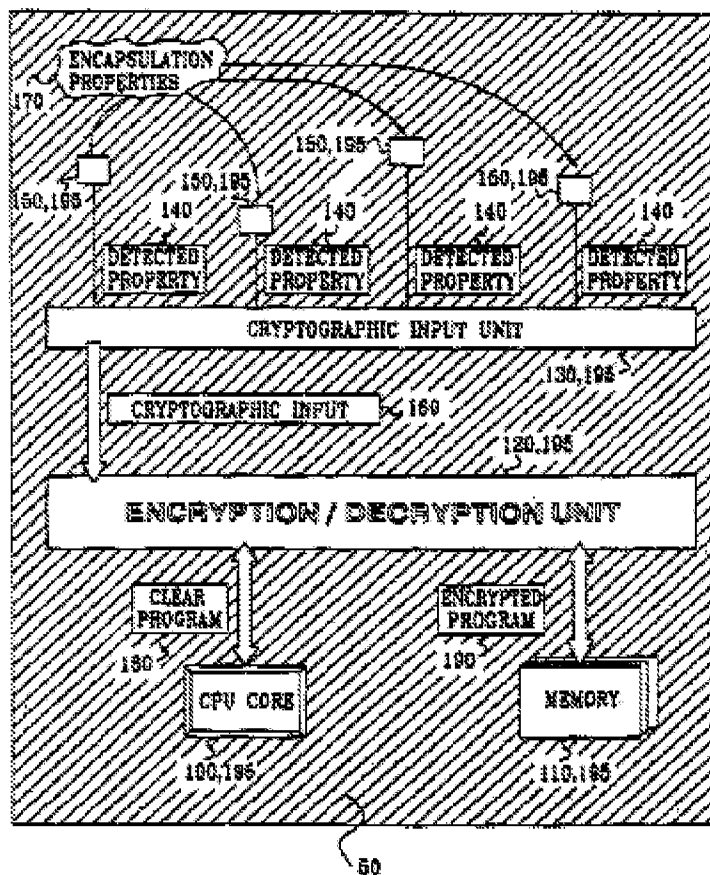 ENCAPSULATION
PROPERTIES
170
150,195
150,195
150,195
150,195
140
140
140
140
DETECTED
PROPERTY
DETECTED
PROPERTY
DETECTED
PROPERTY
DETECTED
PROPERTY
CRYPTOGRAPHIC INPUT UNIT
130,195
CRYPTOGRAPHIC INPUT
160
120,195
ENCRYPTION / DECRYPTION UNIT
CLEAR
PROGRAM
180
ENCRYPTED
PROGRAM
190
CPU CORE
MEMORY
100,195
110,195
50